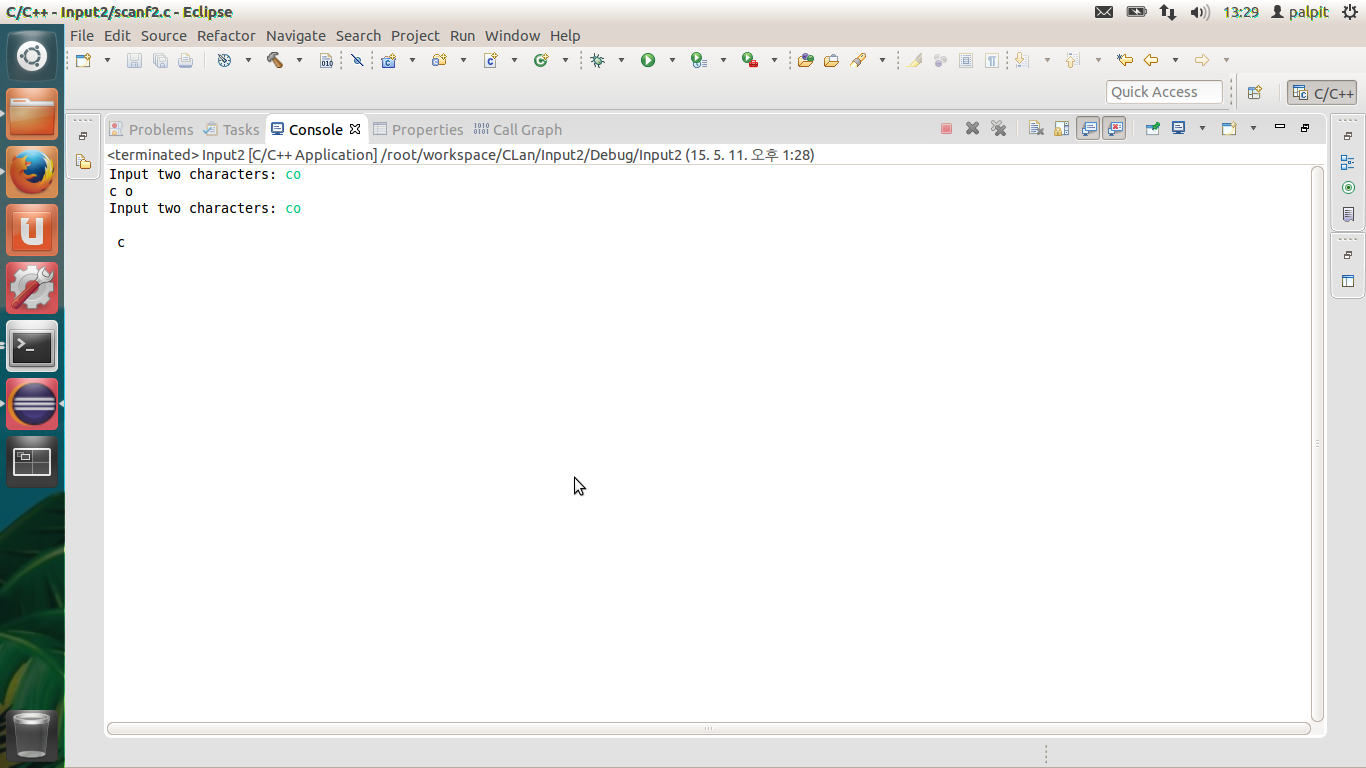 C/C++ - Input2/scanf2.c - Eclipse
13:29
palpit
File Edit Source Refactor Navigate Search Project Run Window Help
Quick Access
C/C++
Problems Tasks Console Properties Call Graph
<terminated> Input2 [C/C++ Application] /root/workspace/CLan/Input2/Debug/Input2 (15. 5. 11. 오후 1:28)
Input two characters: co
c o
Input two characters: co
c